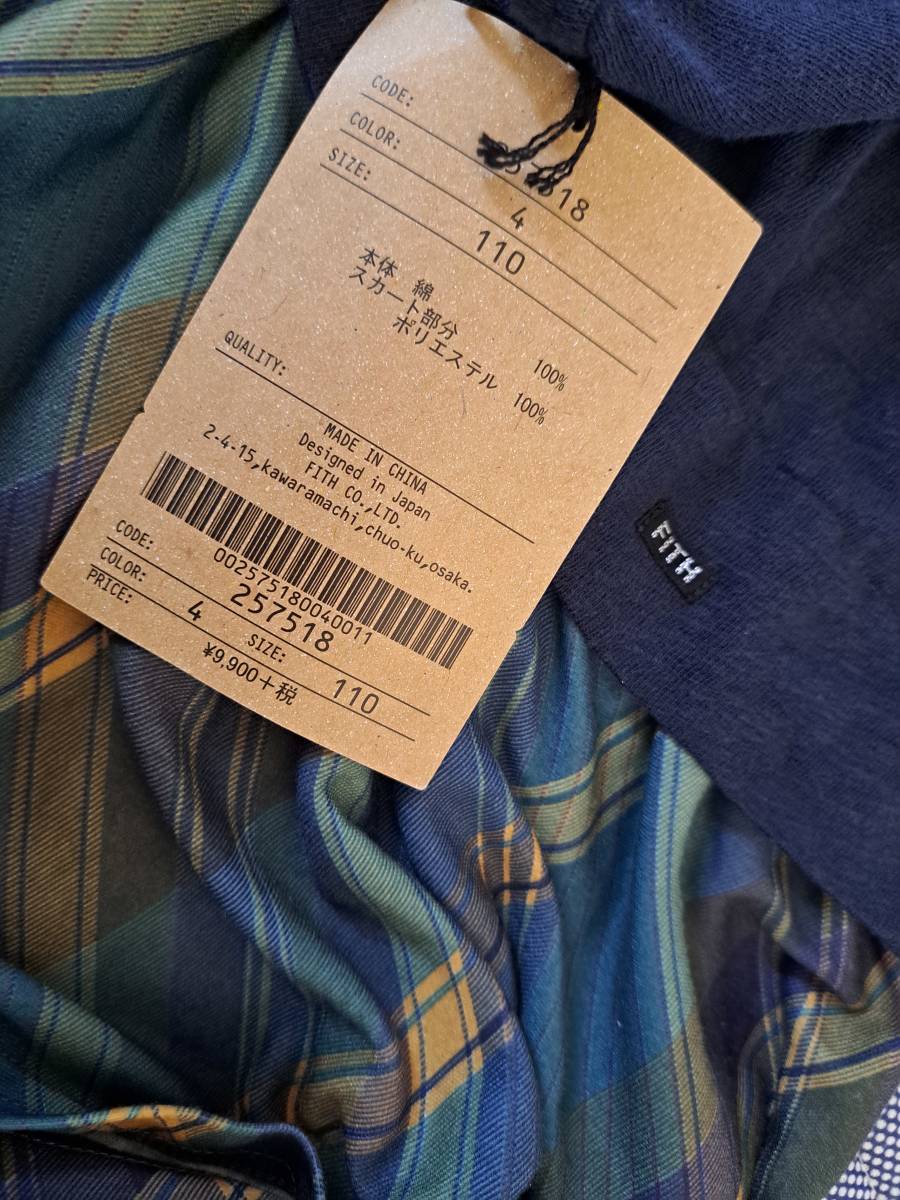 CODE:
COLOR:
SIZE:
4
110
本体 綿 100%
スカート部分
ポリエステル 100%
QUALITY:
MADE IN CHINA
Designed in Japan
FITH CO.,LTD.
2-4-15,kawaramachi,chuo-ku,osaka.
002575180040011
CODE: 257518
COLOR: 4 SIZE: 110
PRICE: ¥9,900+税
FITH